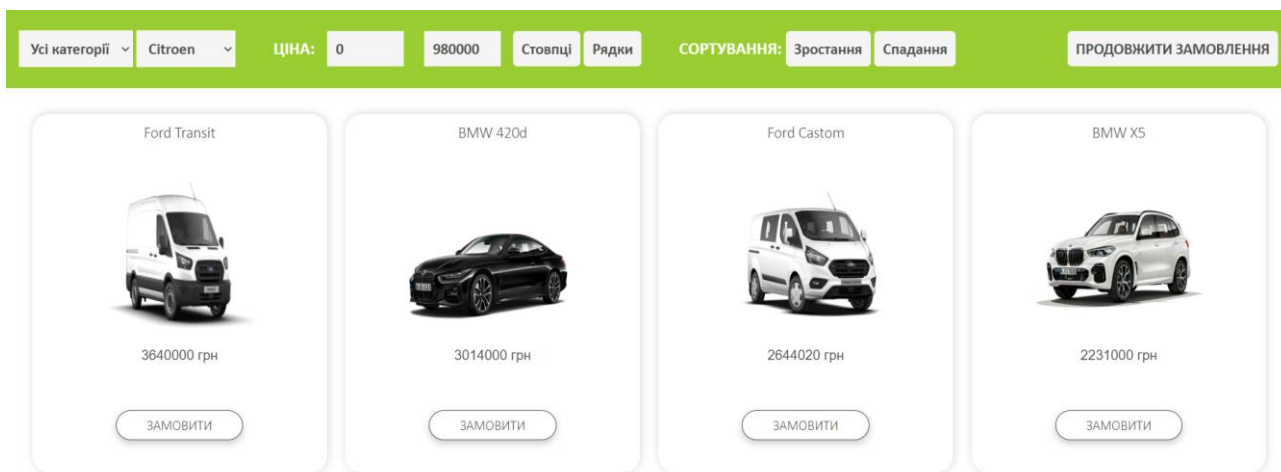 Усі категорії Citroen ЦІНА: 0 980000 Стовпці Рядки СОРТУВАННЯ: Зростання Спадання ПРОДОВЖИТИ ЗАМОВЛЕННЯ
Ford Transit BMW 420d Ford Castom BMW X5
3640000 грн 3014000 грн 2644020 грн 2231000 грн
ЗАМОВИТИ ЗАМОВИТИ ЗАМОВИТИ ЗАМОВИТИ